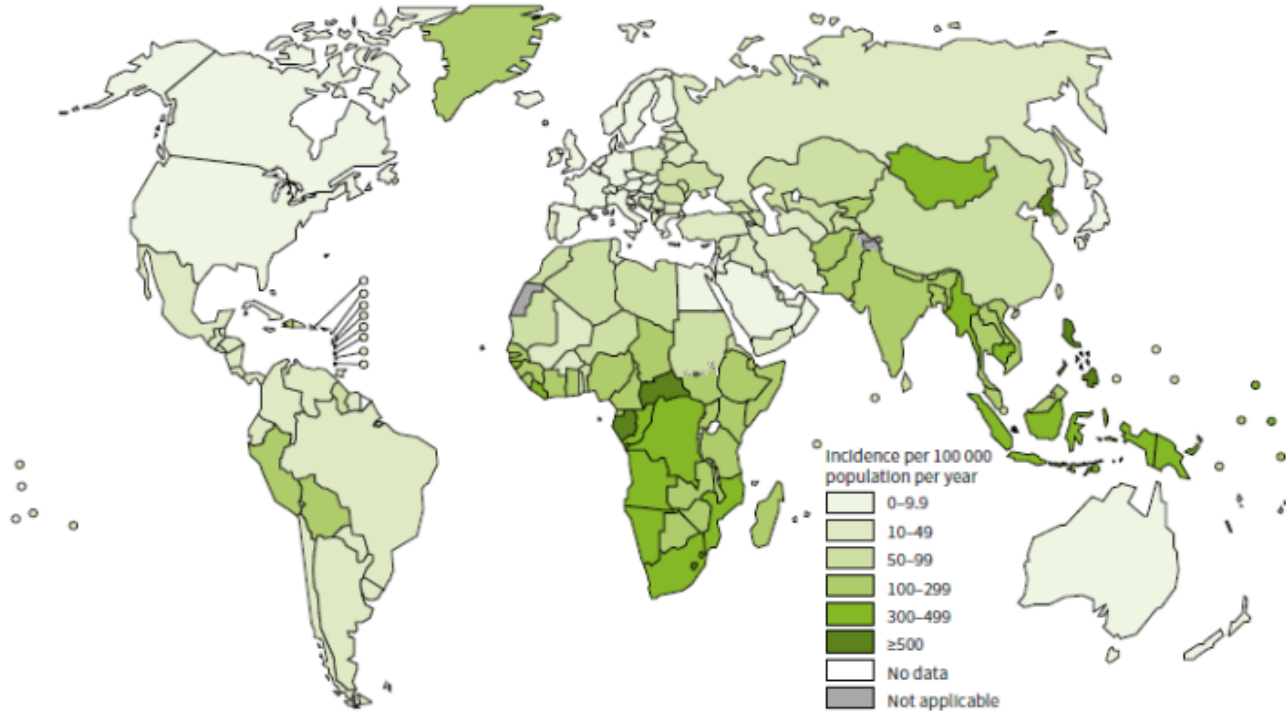 Incidence per 100 000
population per year
0–9.9
10–49
50–99
100–299
300–499
≥500
No data
Not applicable